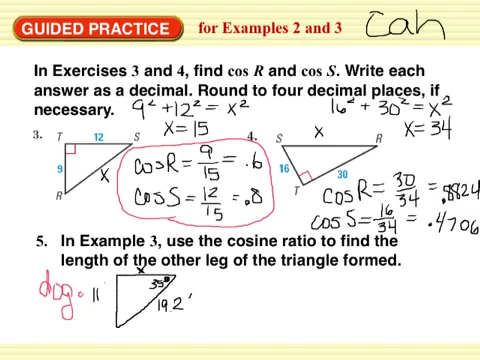 GUIDED PRACTICE for Examples 2 and 3 Cah
In Exercises 3 and 4, find cos R and cos S. Write each
answer as a decimal. Round to four decimal places, if
necessary. 9² + 12² = x² 16² + 30² = x²
x = 15 x = 34
3. T 12 S
9 x
R
cos R = 9/15 = .6
cos S = 12/15 = .8
4. S x R
16 30
T
cos R = 30/34 = .8824
cos S = 16/34 = .4706
5. In Example 3, use the cosine ratio to find the
length of the other leg of the triangle formed.
dog = 11 x 35°
19.2'